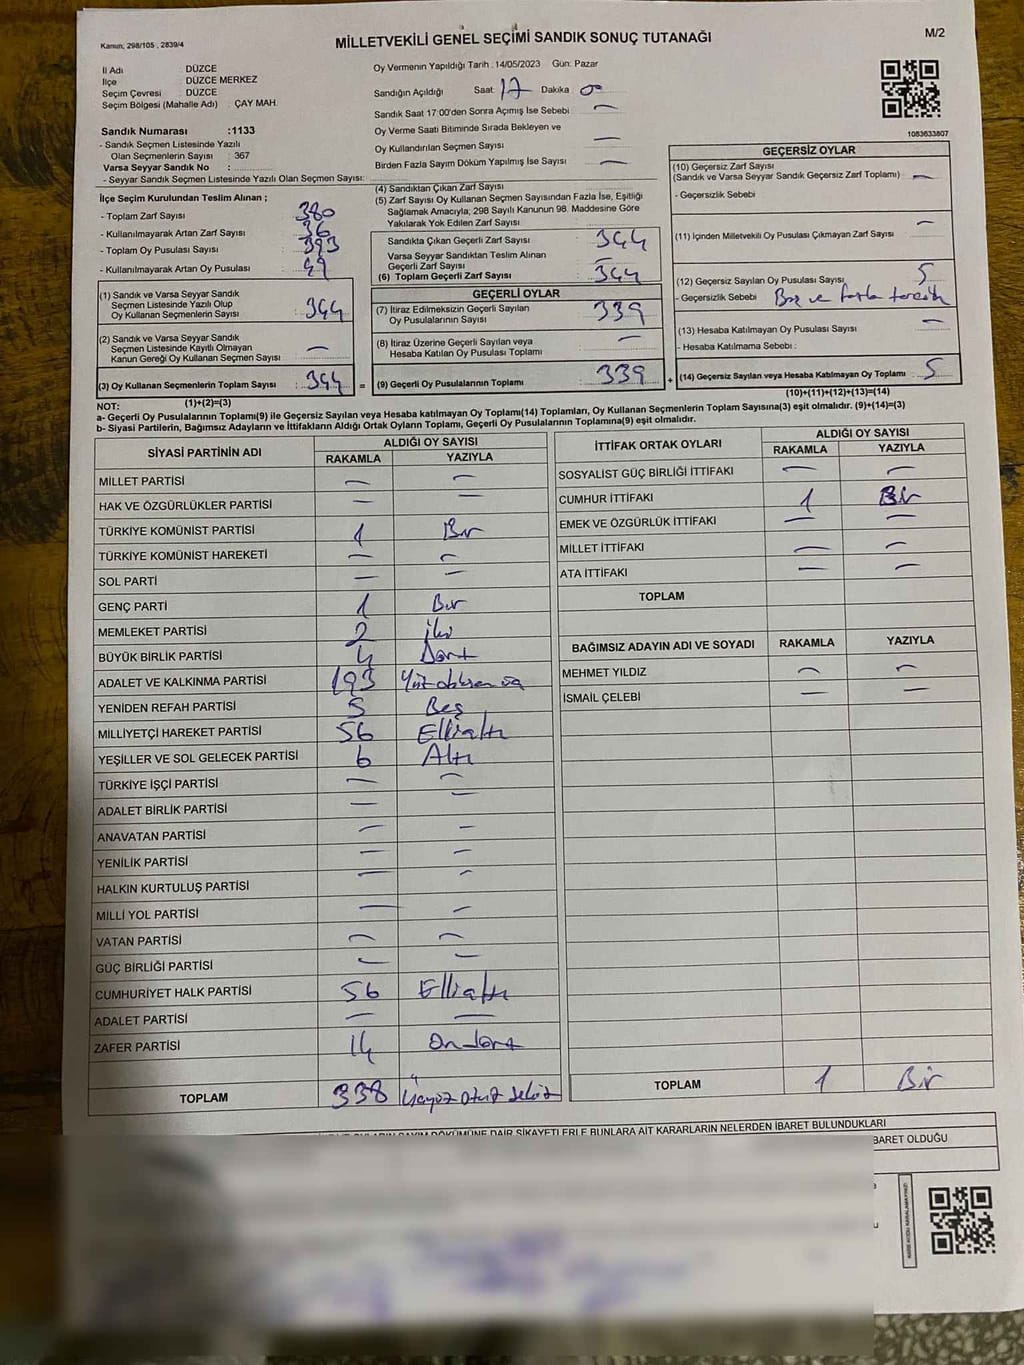 Kanun; 298/105 , 2839/4
MİLLETVEKİLİ GENEL SEÇİMİ SANDIK SONUÇ TUTANAĞI
M/2
İl Adı DÜZCE
İlçe DÜZCE MERKEZ
Seçim Çevresi DÜZCE
Seçim Bölgesi (Mahalle Adı) : ÇAY MAH.
Sandık Numarası :1133
- Sandık Seçmen Listesinde Yazılı
Olan Seçmenlerin Sayısı : 367
Varsa Seyyar Sandık No :
- Seyyar Sandık Seçmen Listesinde Yazılı Olan Seçmen Sayısı:
Oy Vermenin Yapıldığı Tarih : 14/05/2023 Gün: Pazar
Sandığın Açıldığı Saat 17 Dakika 00
Sandık Saat 17:00'den Sonra Açımış İse Sebebi —
Oy Verme Saati Bitiminde Sırada Bekleyen ve
Oy Kullandırılan Seçmen Sayısı —
Birden Fazla Sayım Döküm Yapılmış İse Sayısı —
1083633807
İlçe Seçim Kurulundan Teslim Alınan ;
- Toplam Zarf Sayısı : 380
- Kullanılmayarak Artan Zarf Sayısı : 36
- Toplam Oy Pusulası Sayısı : 393
- Kullanılmayarak Artan Oy Pusulası : 49
(1) Sandık ve Varsa Seyyar Sandık
Seçmen Listesinde Yazılı Olup
Oy Kullanan Seçmenlerin Sayısı : 344
(2) Sandık ve Varsa Seyyar Sandık
Seçmen Listesinde Kayıtlı Olmayan
Kanun Gereği Oy Kullanan Seçmen Sayısı : —
(3) Oy Kullanan Seçmenlerin Toplam Sayısı : 344 =
(1)+(2)=(3)
(4) Sandıktan Çıkan Zarf Sayısı
(5) Zarf Sayısı Oy Kullanan Seçmen Sayısından Fazla İse, Eşitliği
Sağlamak Amacıyla; 298 Sayılı Kanunun 98. Maddesine Göre
Yakılarak Yok Edilen Zarf Sayısı
Sandıkta Çıkan Geçerli Zarf Sayısı : 344
Varsa Seyyar Sandıktan Teslim Alınan
Geçerli Zarf Sayısı
(6) Toplam Geçerli Zarf Sayısı : 344
GEÇERLİ OYLAR
(7) İtiraz Edilmeksizin Geçerli Sayılan
Oy Pusulalarının Sayısı : 339
(8) İtiraz Üzerine Geçerli Sayılan veya
Hesaba Katılan Oy Pusulası Toplamı : —
(9) Geçerli Oy Pusulalarının Toplamı : 339 +
GEÇERSİZ OYLAR
(10) Geçersiz Zarf Sayısı
(Sandık ve Varsa Seyyar Sandık Geçersiz Zarf Toplamı) —
- Geçersizlik Sebebi
(11) İçinden Milletvekili Oy Pusulası Çıkmayan Zarf Sayısı —
(12) Geçersiz Sayılan Oy Pusulası Sayısı 5
- Geçersizlik Sebebi Boş ve fazla tercih
(13) Hesaba Katılmayan Oy Pusulası Sayısı —
- Hesaba Katılmama Sebebi :
(14) Geçersiz Sayılan veya Hesaba Katılmayan Oy Toplamı : 5
(10)+(11)+(12)+(13)=(14)
NOT:
a- Geçerli Oy Pusulalarının Toplamı(9) ile Geçersiz Sayılan veya Hesaba katılmayan Oy Toplamı(14) Toplamları, Oy Kullanan Seçmenlerin Toplam Sayısına(3) eşit olmalıdır. (9)+(14)=(3)
b- Siyasi Partilerin, Bağımsız Adayların ve İttifakların Aldığı Ortak Oyların Toplamı, Geçerli Oy Pusulalarının Toplamına(9) eşit olmalıdır.
SİYASİ PARTİNİN ADI ALDIĞI OY SAYISI
RAKAMLA YAZIYLA
MİLLET PARTİSİ — —
HAK VE ÖZGÜRLÜKLER PARTİSİ — —
TÜRKİYE KOMÜNİST PARTİSİ 1 Bir
TÜRKİYE KOMÜNİST HAREKETİ — —
SOL PARTİ — —
GENÇ PARTİ 1 Bir
MEMLEKET PARTİSİ 2 iki
BÜYÜK BİRLİK PARTİSİ 4 Dört
ADALET VE KALKINMA PARTİSİ 193 Yüz doksan üç
YENİDEN REFAH PARTİSİ 5 Beş
MİLLİYETÇİ HAREKET PARTİSİ 56 Elli altı
YEŞİLLER VE SOL GELECEK PARTİSİ 6 Altı
TÜRKİYE İŞÇİ PARTİSİ — —
ADALET BİRLİK PARTİSİ — —
ANAVATAN PARTİSİ — —
YENİLİK PARTİSİ — —
HALKIN KURTULUŞ PARTİSİ — —
MİLLİ YOL PARTİSİ — —
VATAN PARTİSİ — —
GÜÇ BİRLİĞİ PARTİSİ — —
CUMHURİYET HALK PARTİSİ 56 Elli altı
ADALET PARTİSİ — —
ZAFER PARTİSİ 14 On dört
TOPLAM 338 Üçyüz otuz sekiz
İTTİFAK ORTAK OYLARI ALDIĞI OY SAYISI
RAKAMLA YAZIYLA
SOSYALİST GÜÇ BİRLİĞİ İTTİFAKI — —
CUMHUR İTTİFAKI 1 Bir
EMEK VE ÖZGÜRLÜK İTTİFAKI — —
MİLLET İTTİFAKI — —
ATA İTTİFAKI — —
TOPLAM
BAĞIMSIZ ADAYIN ADI VE SOYADI RAKAMLA YAZIYLA
MEHMET YILDIZ — —
İSMAİL ÇELEBİ — —
TOPLAM 1 Bir
DÖKÜMÜNE DAİR ŞİKAYETLERLE BUNLARA AİT KARARLARIN NELERDEN İBARET BULUNDUKLARI
BARET OLDUĞU